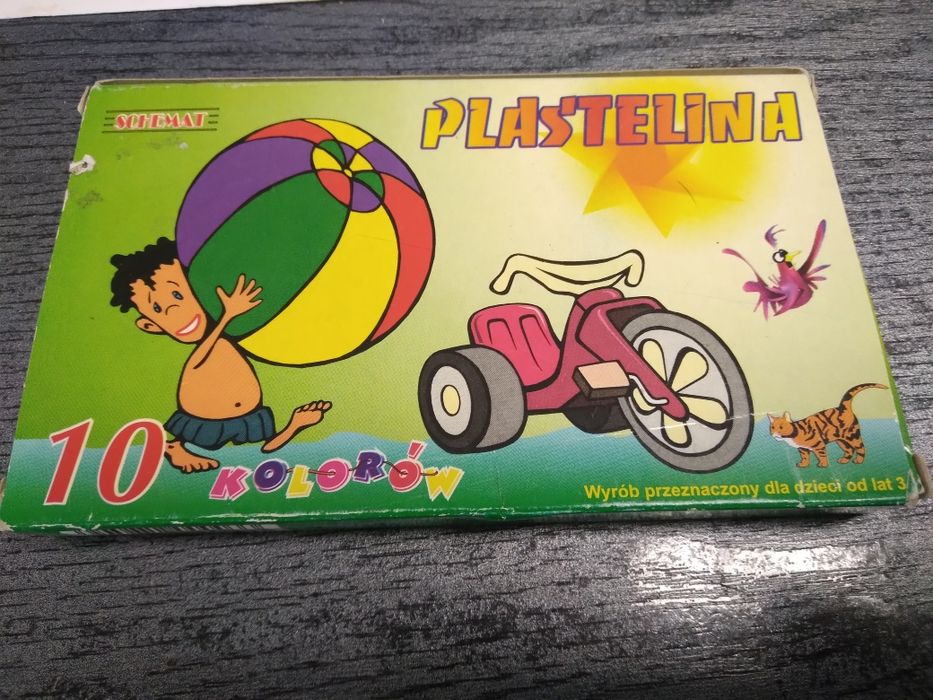 SCHEMAT
PLASTELINA
10 KOLORÓW
Wyrób przeznaczony dla dzieci od lat 3